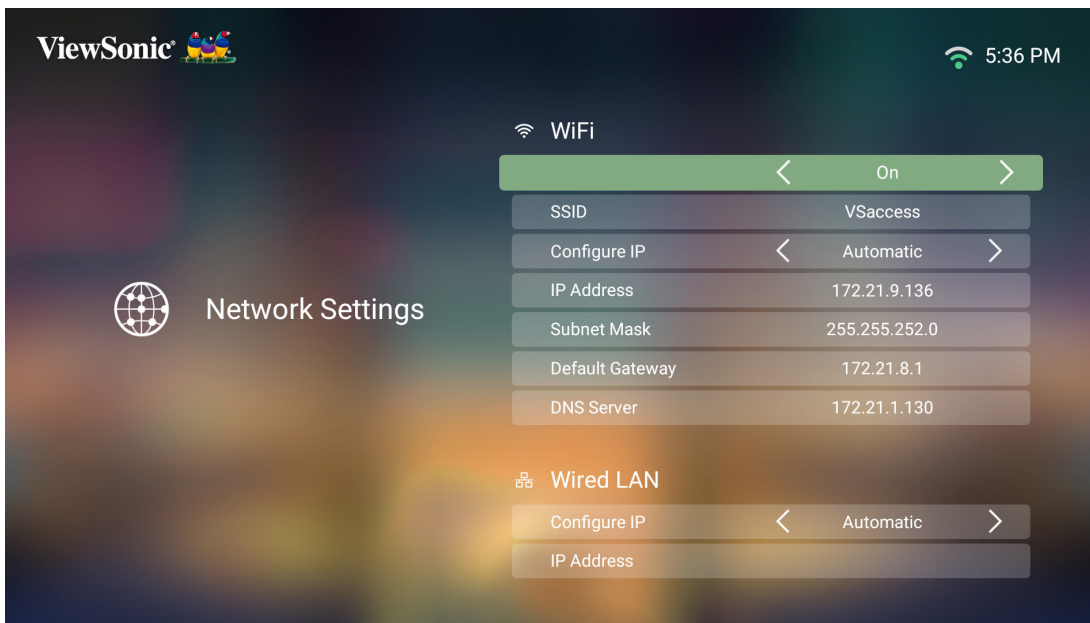 ViewSonic®
5:36 PM
WiFi
On
SSID VSaccess
Configure IP Automatic
IP Address 172.21.9.136
Network Settings
Subnet Mask 255.255.252.0
Default Gateway 172.21.8.1
DNS Server 172.21.1.130
Wired LAN
Configure IP Automatic
IP Address